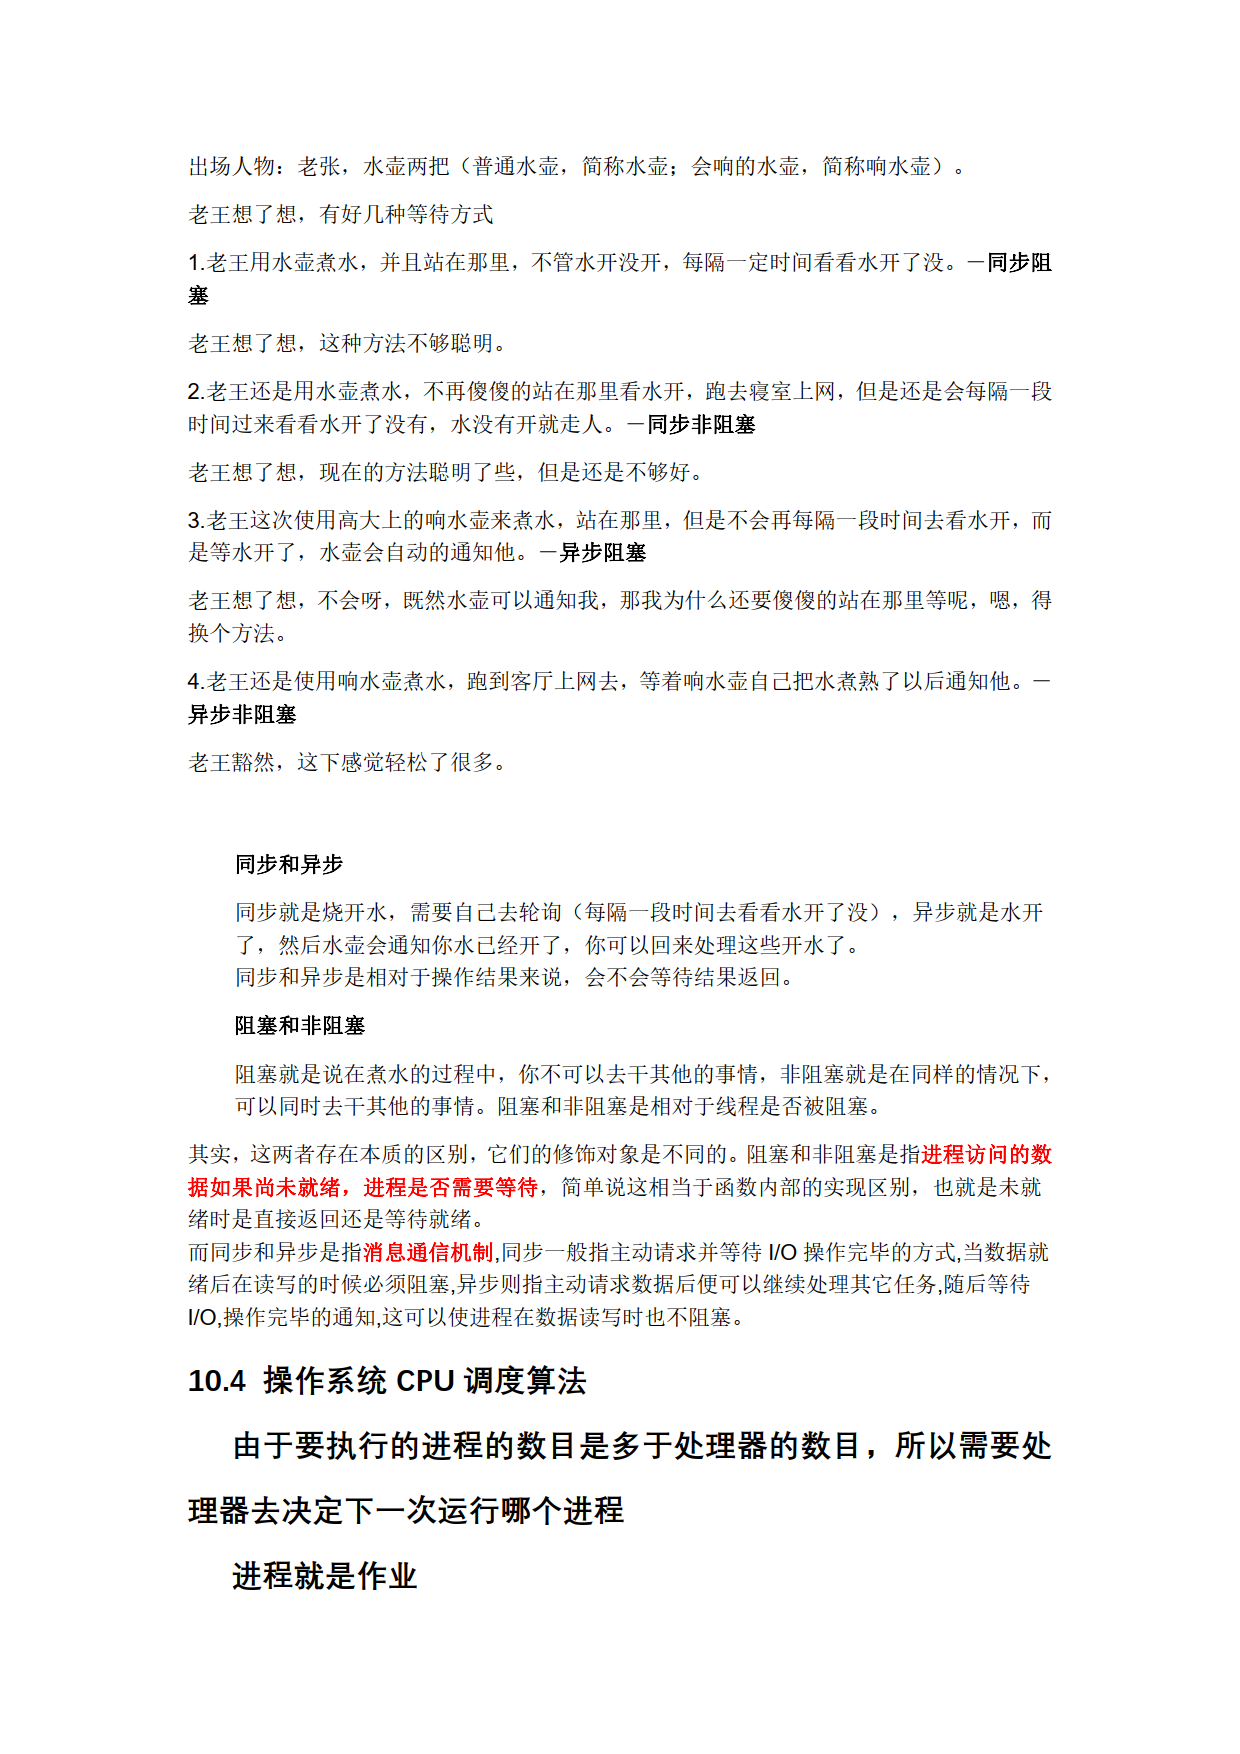 出场人物：老张，水壶两把（普通水壶，简称水壶；会响的水壶，简称响水壶）。
老王想了想，有好几种等待方式
1.老王用水壶煮水，并且站在那里，不管水开没开，每隔一定时间看看水开了没。－同步阻
塞
老王想了想，这种方法不够聪明。
2.老王还是用水壶煮水，不再傻傻的站在那里看水开，跑去寝室上网，但是还是会每隔一段
时间过来看看水开了没有，水没有开就走人。－同步非阻塞
老王想了想，现在的方法聪明了些，但是还是不够好。
3.老王这次使用高大上的响水壶来煮水，站在那里，但是不会再每隔一段时间去看水开，而
是等水开了，水壶会自动的通知他。－异步阻塞
老王想了想，不会呀，既然水壶可以通知我，那我为什么还要傻傻的站在那里等呢，嗯，得
换个方法。
4.老王还是使用响水壶煮水，跑到客厅上网去，等着响水壶自己把水煮熟了以后通知他。－
异步非阻塞
老王豁然，这下感觉轻松了很多。
同步和异步
同步就是烧开水，需要自己去轮询（每隔一段时间去看看水开了没），异步就是水开
了，然后水壶会通知你水已经开了，你可以回来处理这些开水了。
同步和异步是相对于操作结果来说，会不会等待结果返回。
阻塞和非阻塞
阻塞就是说在煮水的过程中，你不可以去干其他的事情，非阻塞就是在同样的情况下，
可以同时去干其他的事情。阻塞和非阻塞是相对于线程是否被阻塞。
其实，这两者存在本质的区别，它们的修饰对象是不同的。阻塞和非阻塞是指进程访问的数
据如果尚未就绪，进程是否需要等待，简单说这相当于函数内部的实现区别，也就是未就
绪时是直接返回还是等待就绪。
而同步和异步是指消息通信机制,同步一般指主动请求并等待 I/O 操作完毕的方式,当数据就
绪后在读写的时候必须阻塞,异步则指主动请求数据后便可以继续处理其它任务,随后等待
I/O,操作完毕的通知,这可以使进程在数据读写时也不阻塞。
10.4 操作系统 CPU 调度算法
由于要执行的进程的数目是多于处理器的数目，所以需要处
理器去决定下一次运行哪个进程
进程就是作业